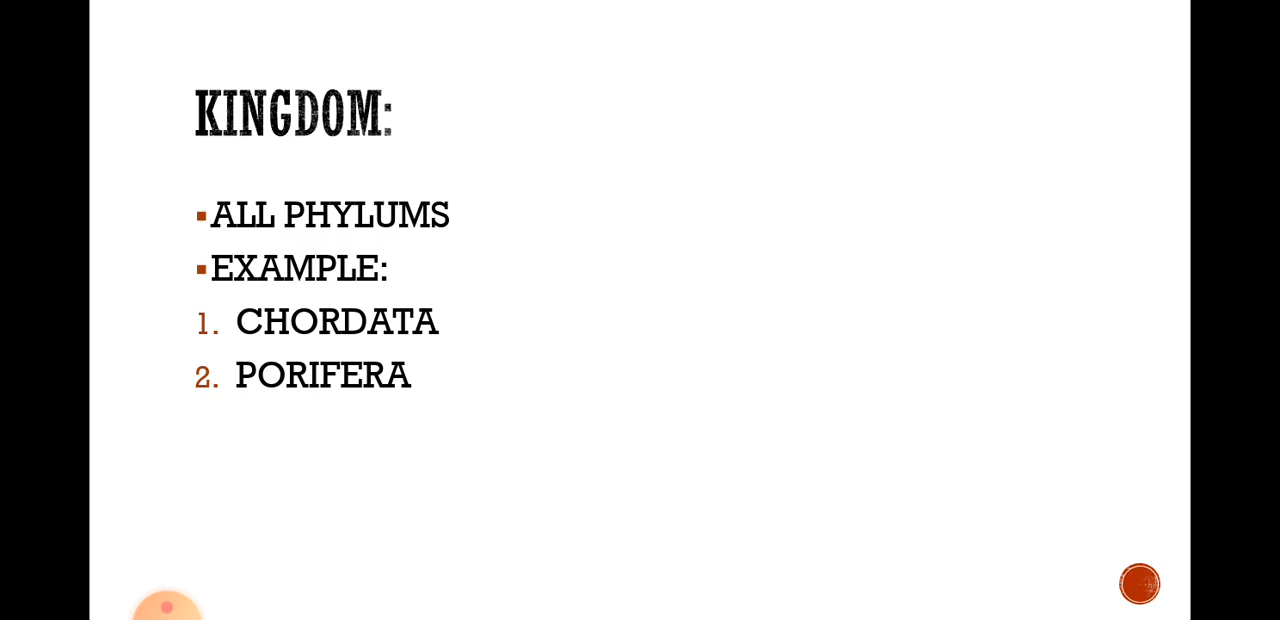 KINGDOM:
▪ALL PHYLUMS
▪EXAMPLE:
1. CHORDATA
2. PORIFERA